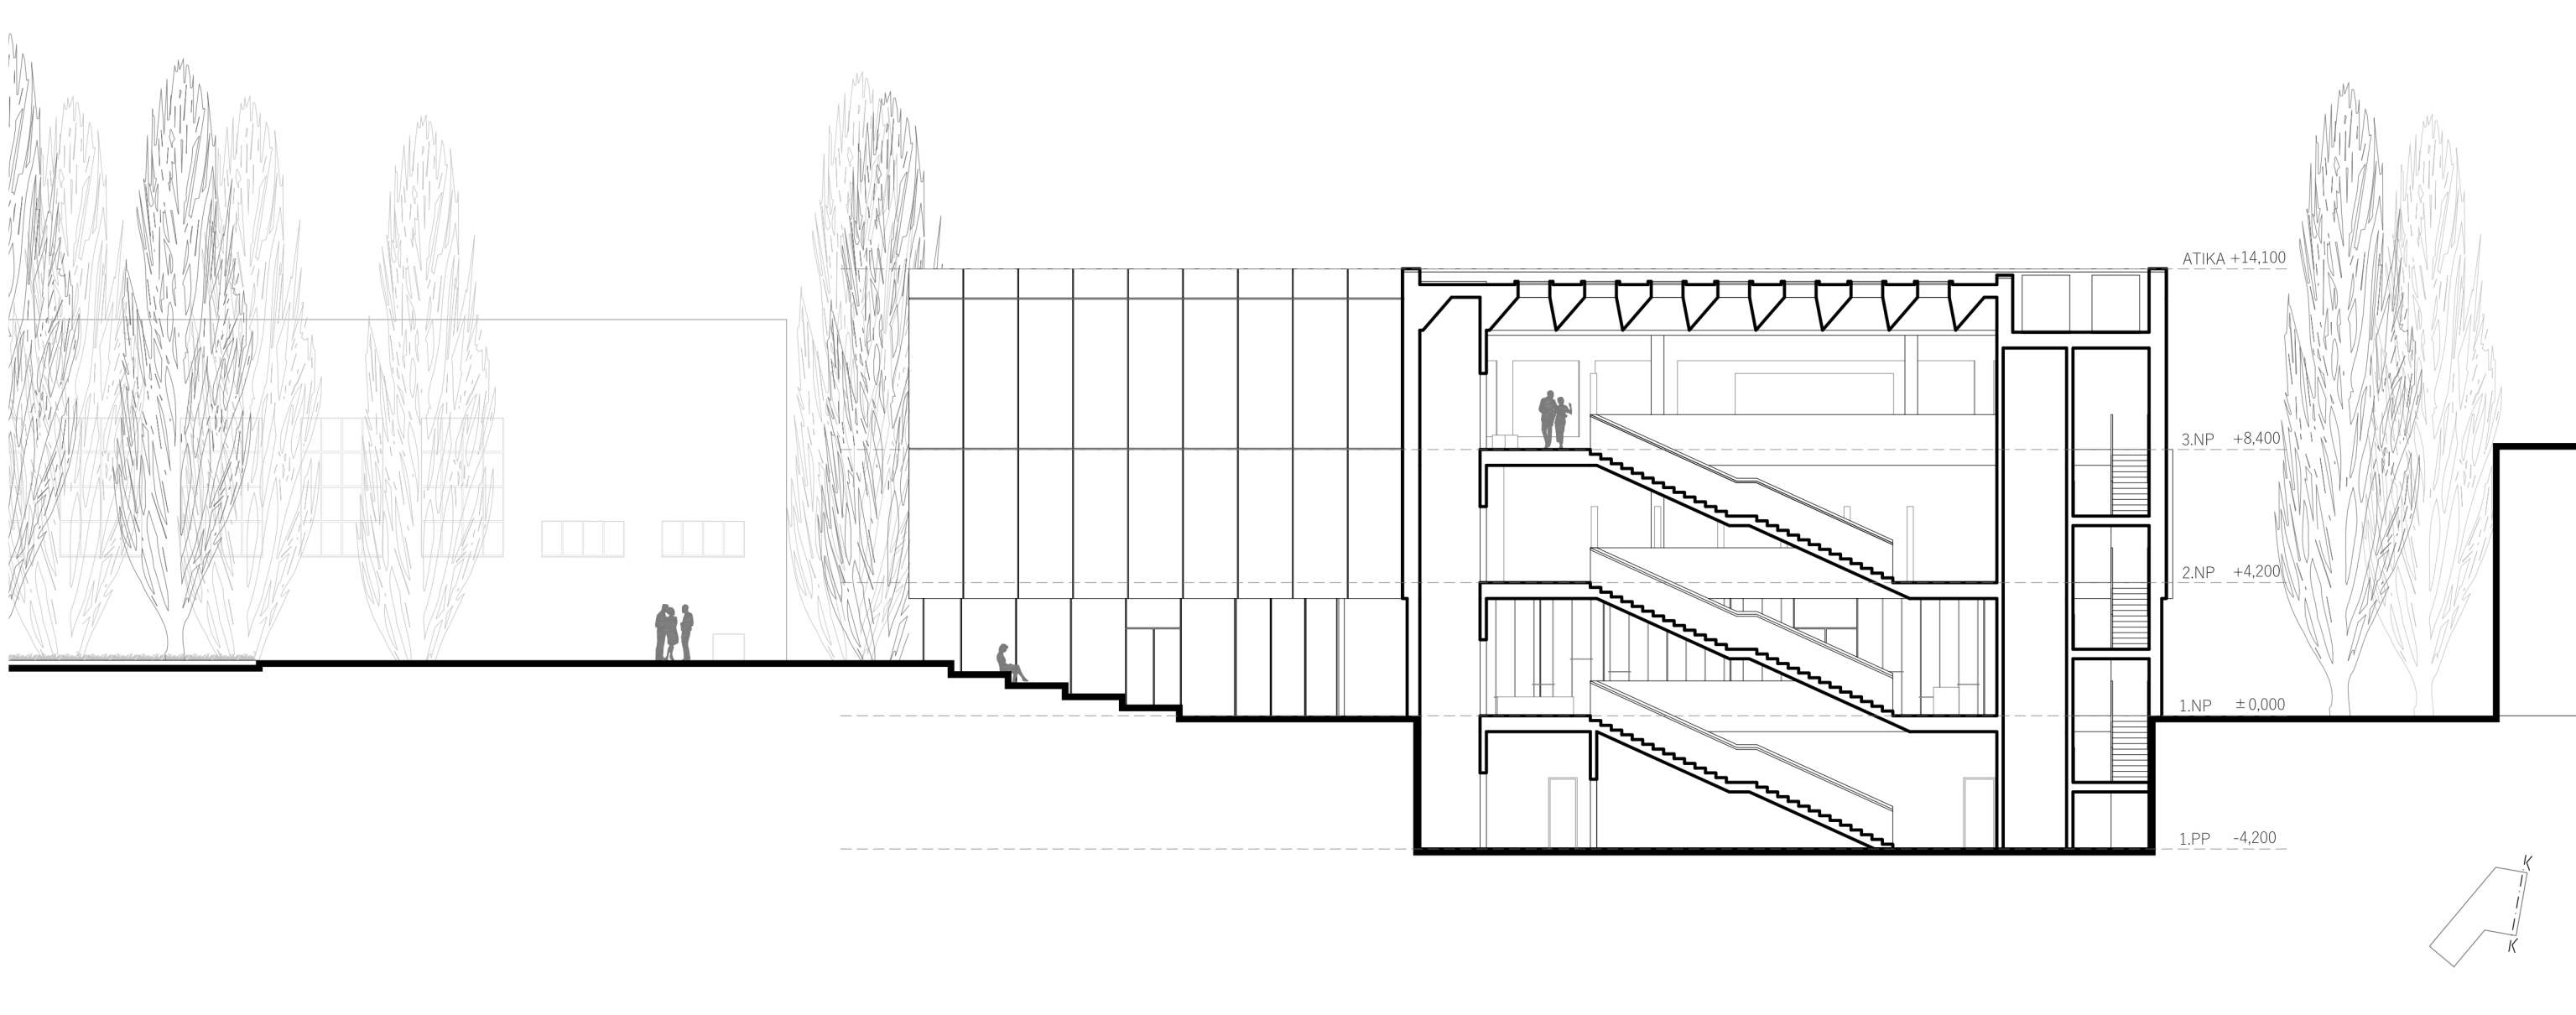 ATIKA +14,100
3.NP +8,400
2.NP +4,200
1.NP ±0,000
1.PP -4,200
K
K